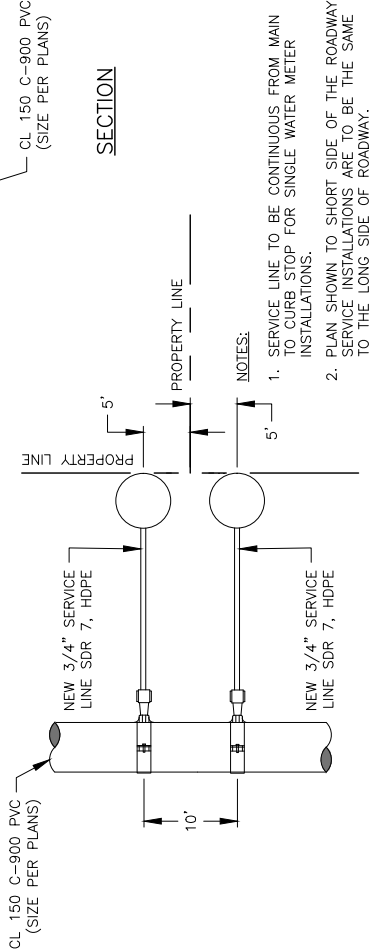 CL 150 C-900 PVC
(SIZE PER PLANS)
SECTION
CL 150 C-900 PVC
(SIZE PER PLANS)
NEW 3/4" SERVICE
LINE SDR 7, HDPE
PROPERTY LINE
5'
PROPERTY LINE
10'
5'
NEW 3/4" SERVICE
LINE SDR 7, HDPE
NOTES:
1. SERVICE LINE TO BE CONTINUOUS FROM MAIN
TO CURB STOP FOR SINGLE WATER METER
INSTALLATIONS.
2. PLAN SHOWN TO SHORT SIDE OF THE ROADWAY
SERVICE INSTALLATIONS ARE TO BE THE SAME
TO THE LONG SIDE OF ROADWAY.